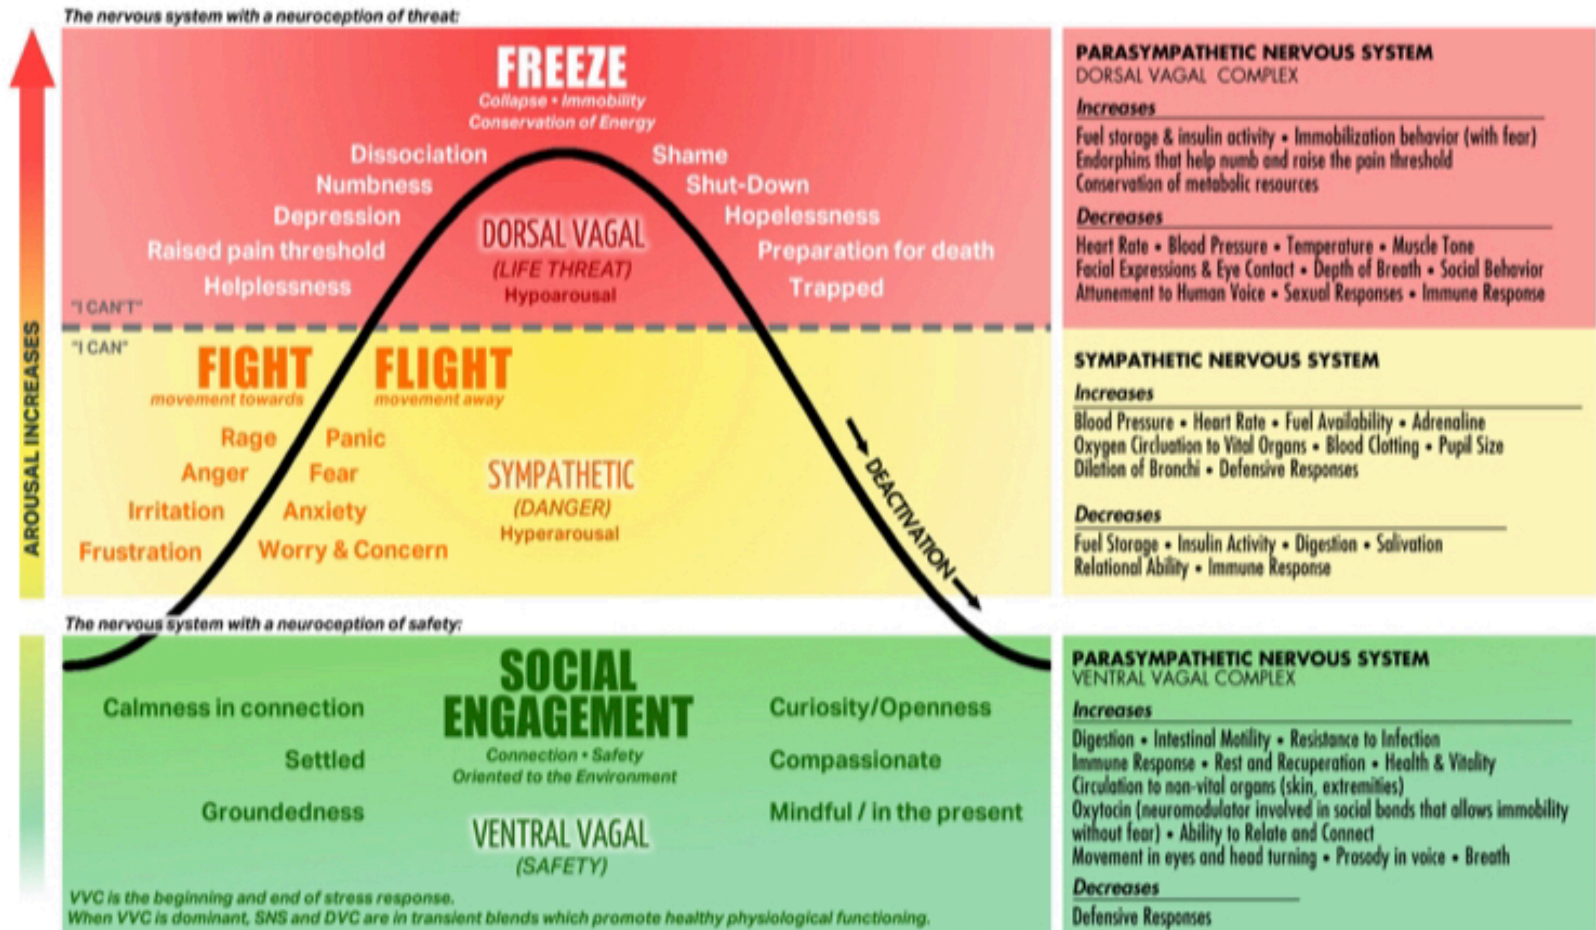 The nervous system with a neuroception of threat:
AROUSAL INCREASES
FREEZE
Collapse • Immobility
Conservation of Energy
Dissociation
Numbness
Depression
Raised pain threshold
Helplessness
Shame
Shut-Down
Hopelessness
Preparation for death
Trapped
DORSAL VAGAL
(LIFE THREAT)
Hypoarousal
"I CAN'T"
"I CAN"
FIGHT
movement towards
FLIGHT
movement away
Rage
Anger
Irritation
Frustration
Panic
Fear
Anxiety
Worry & Concern
SYMPATHETIC
(DANGER)
Hyperarousal
DEACTIVATION
The nervous system with a neuroception of safety:
SOCIAL
ENGAGEMENT
Connection • Safety
Oriented to the Environment
Calmness in connection
Settled
Groundedness
Curiosity/Openness
Compassionate
Mindful / in the present
VENTRAL VAGAL
(SAFETY)
VVC is the beginning and end of stress response.
When VVC is dominant, SNS and DVC are in transient blends which promote healthy physiological functioning.
PARASYMPATHETIC NERVOUS SYSTEM
DORSAL VAGAL COMPLEX
Increases
Fuel storage & insulin activity • Immobilization behavior (with fear)
Endorphins that help numb and raise the pain threshold
Conservation of metabolic resources
Decreases
Heart Rate • Blood Pressure • Temperature • Muscle Tone
Facial Expressions & Eye Contact • Depth of Breath • Social Behavior
Attunement to Human Voice • Sexual Responses • Immune Response
SYMPATHETIC NERVOUS SYSTEM
Increases
Blood Pressure • Heart Rate • Fuel Availability • Adrenaline
Oxygen Circluation to Vital Organs • Blood Clotting • Pupil Size
Dilation of Bronchi • Defensive Responses
Decreases
Fuel Storage • Insulin Activity • Digestion • Salivation
Relational Ability • Immune Response
PARASYMPATHETIC NERVOUS SYSTEM
VENTRAL VAGAL COMPLEX
Increases
Digestion • Intestinal Motility • Resistance to Infection
Immune Response • Rest and Recuperation • Health & Vitality
Circulation to non-vital organs (skin, extremities)
Oxytocin (neuromodulator involved in social bonds that allows immobility
without fear) • Ability to Relate and Connect
Movement in eyes and head turning • Prosody in voice • Breath
Decreases
Defensive Responses